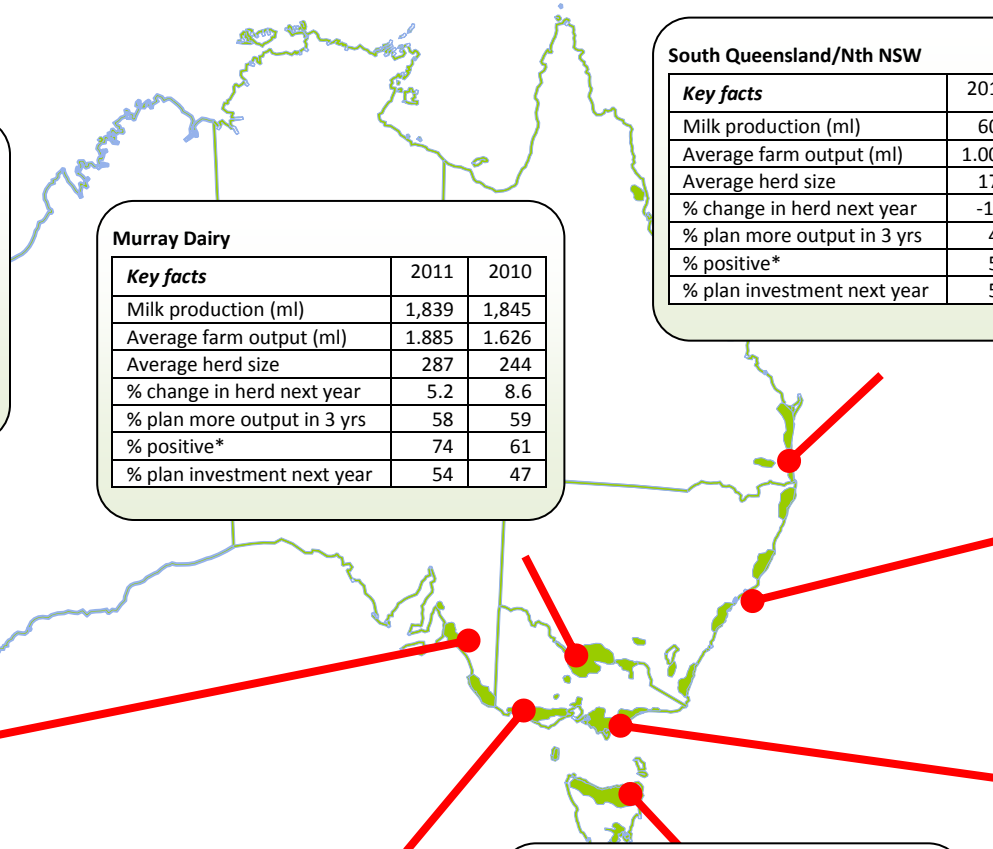 Murray Dairy
Key facts 2011 2010
Milk production (ml) 1,839 1,845
Average farm output (ml) 1.885 1.626
Average herd size 287 244
% change in herd next year 5.2 8.6
% plan more output in 3 yrs 58 59
% positive* 74 61
% plan investment next year 54 47
South Queensland/Nth NSW
Key facts
Milk production (ml)
Average farm output (ml)
Average herd size
% change in herd next year
% plan more output in 3 yrs
% positive*
% plan investment next year